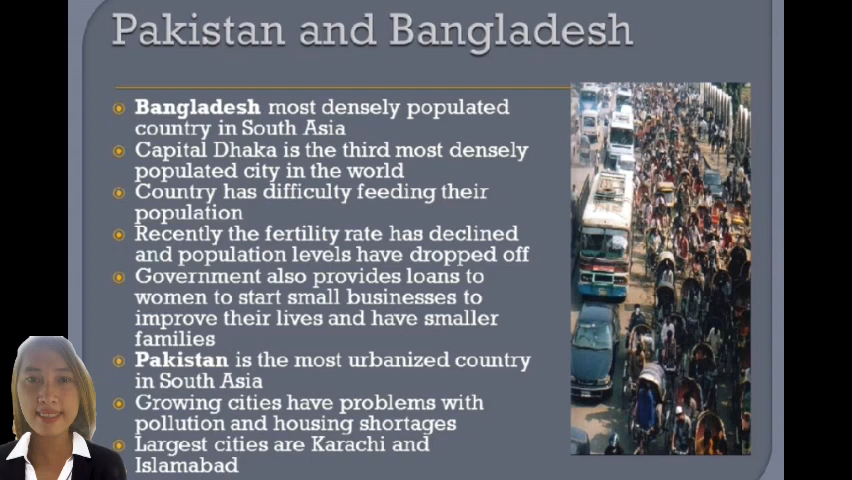 Pakistan and Bangladesh
Bangladesh most densely populated
country in South Asia
Capital Dhaka is the third most densely
populated city in the world
Country has difficulty feeding their
population
Recently the fertility rate has declined
and population levels have dropped off
Government also provides loans to
women to start small businesses to
improve their lives and have smaller
families
Pakistan is the most urbanized country
in South Asia
Growing cities have problems with
pollution and housing shortages
Largest cities are Karachi and
Islamabad